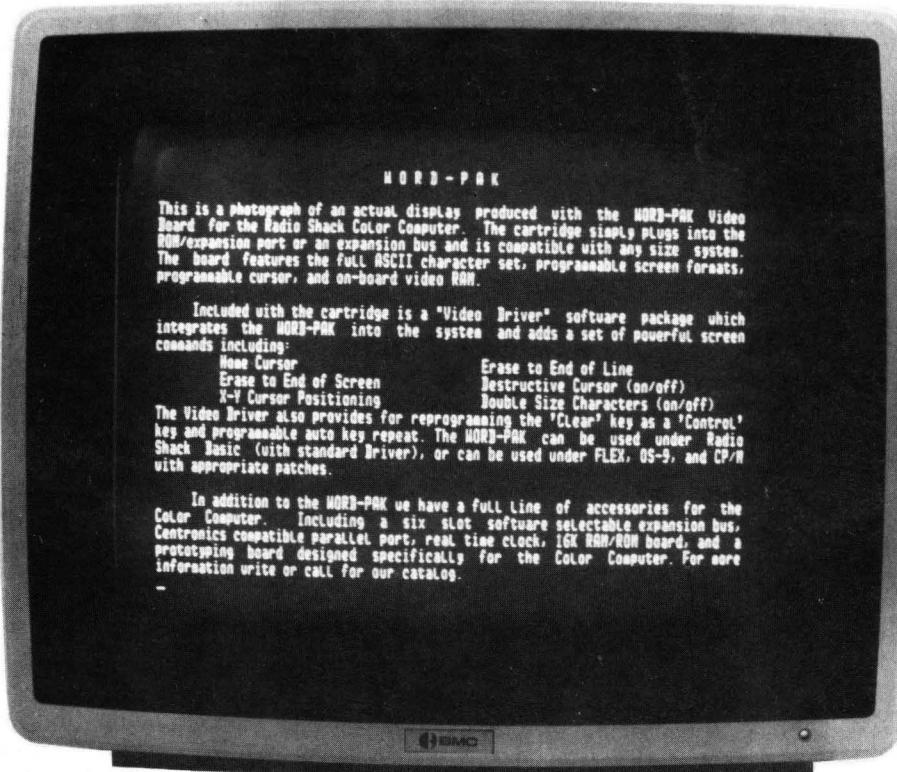 WORD-PAK
This is a photograph of an actual display produced with the WORD-PAK Video
Board for the Radio Shack Color Computer. The cartridge simply plugs into the
ROM/expansion port or an expansion bus and is compatible with any size system.
The board features the full ASCII character set, programmable screen formats,
programmable cursor, and on-board video RAM.
Included with the cartridge is a "Video Driver" software package which
integrates the WORD-PAK into the system and adds a set of powerful screen
commands including:
Home Cursor Erase to End of Line
Erase to End of Screen Destructive Cursor (on/off)
X-Y Cursor Positioning Double Size Characters (on/off)
The Video Driver also provides for reprogramming the 'Clear' key as a 'Control'
key and programmable auto key repeat. The WORD-PAK can be used under Radio
Shack Basic (with standard Driver), or can be used under FLEX, OS-9, and CP/M
with appropriate patches.
In addition to the WORD-PAK we have a full line of accessories for the
Color Computer. Including a six slot software selectable expansion bus,
Centronics compatible parallel port, real time clock, 16K RAM/ROM board, and a
prototyping board designed specifically for the Color Computer. For more
information write or call for our catalog.
BMC